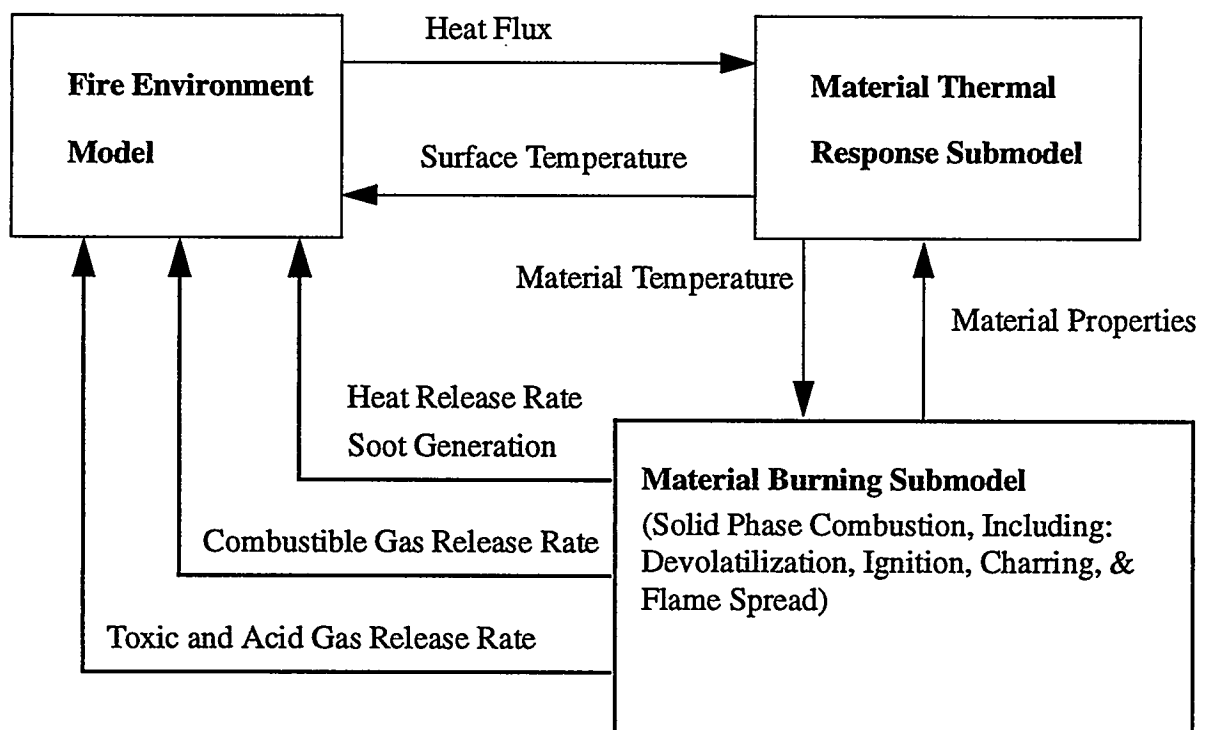 Heat Flux
Fire Environment
Model
Material Thermal
Response Submodel
Surface Temperature
Material Temperature
Material Properties
Heat Release Rate
Soot Generation
Material Burning Submodel
(Solid Phase Combustion, Including:
Devolatilization, Ignition, Charring, &
Flame Spread)
Combustible Gas Release Rate
Toxic and Acid Gas Release Rate